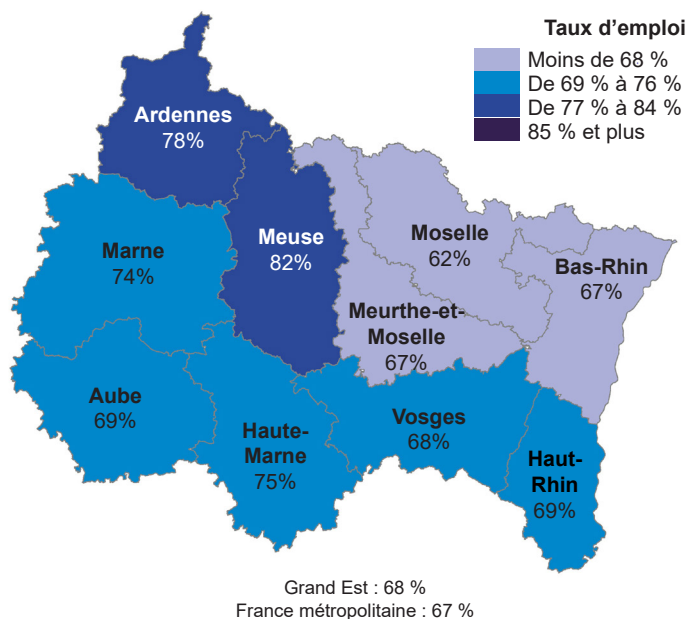 Taux d'emploi
Moins de 68 %
De 69 % à 76 %
De 77 % à 84 %
85 % et plus
Ardennes
78%
Marne
74%
Meuse
82%
Moselle
62%
Bas-Rhin
67%
Meurthe-et-
Moselle
67%
Aube
69%
Haute-
Marne
75%
Vosges
68%
Haut-
Rhin
69%
Grand Est : 68 %
France métropolitaine : 67 %